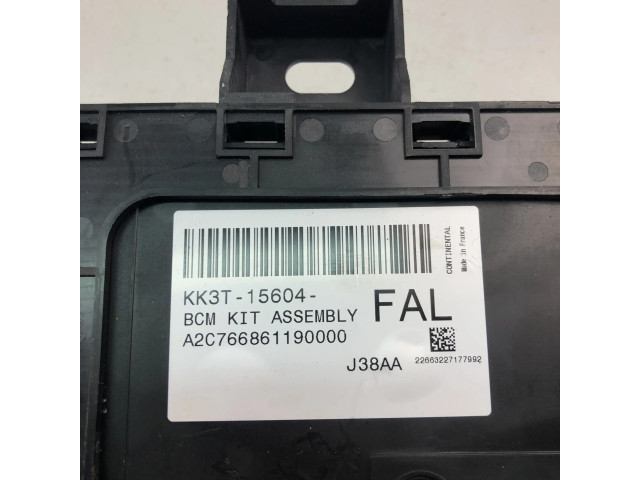 KK3T-15604-
BCM KIT ASSEMBLY
FAL
A2C766861190000
J38AA
22663227177992
CONTINENTAL
Made in France